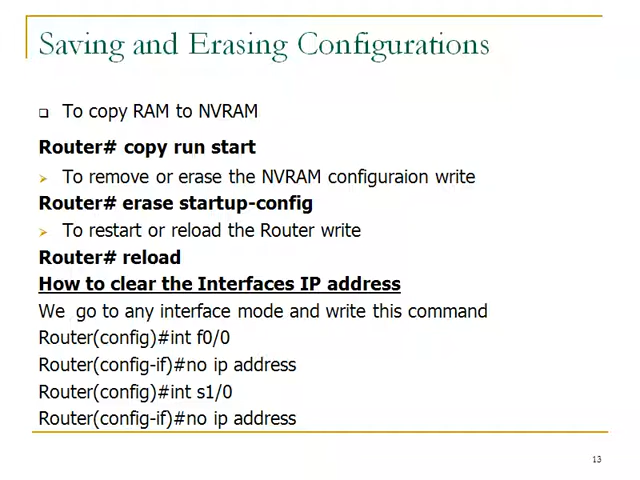 Saving and Erasing Configurations
To copy RAM to NVRAM
Router# copy run start
To remove or erase the NVRAM configuraion write
Router# erase startup-config
To restart or reload the Router write
Router# reload
How to clear the Interfaces IP address
We go to any interface mode and write this command
Router(config)#int f0/0
Router(config-if)#no ip address
Router(config)#int s1/0
Router(config-if)#no ip address
13